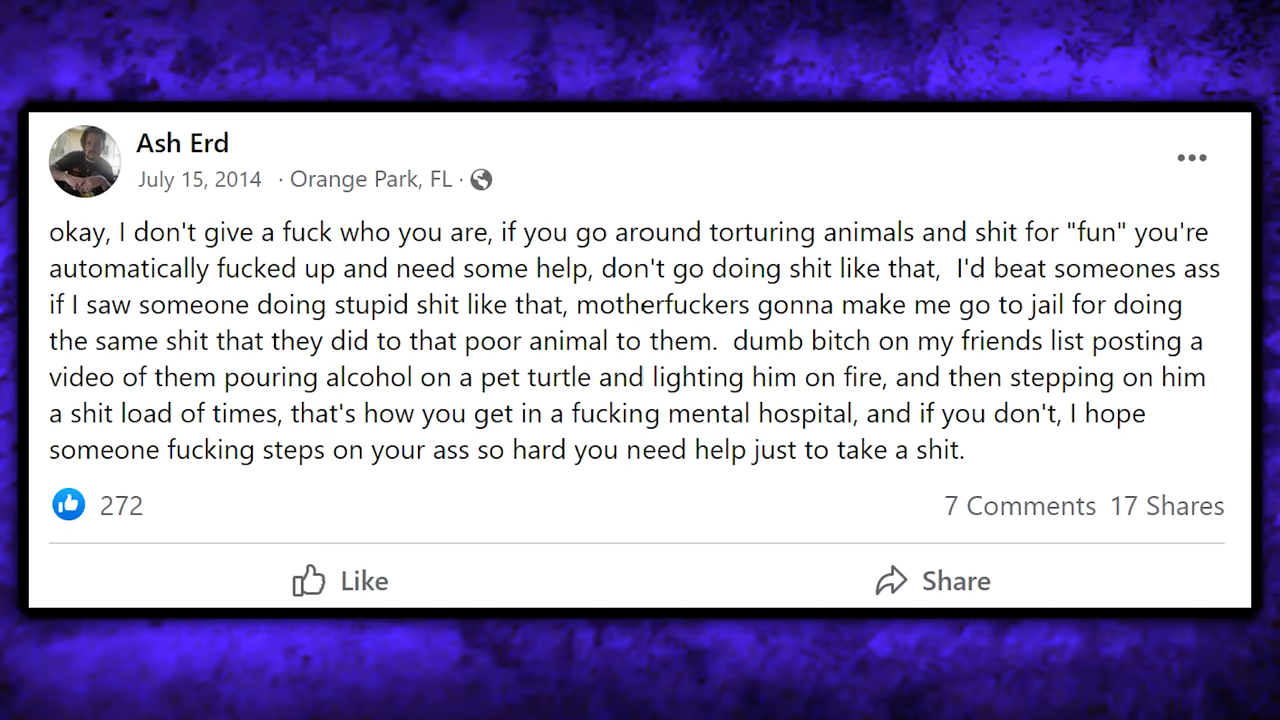 Ash Erd
July 15, 2014 · Orange Park, FL ·
okay, I don't give a fuck who you are, if you go around torturing animals and shit for "fun" you're
automatically fucked up and need some help, don't go doing shit like that,  I'd beat someones ass
if I saw someone doing stupid shit like that, motherfuckers gonna make me go to jail for doing
the same shit that they did to that poor animal to them.  dumb bitch on my friends list posting a
video of them pouring alcohol on a pet turtle and lighting him on fire, and then stepping on him
a shit load of times, that's how you get in a fucking mental hospital, and if you don't, I hope
someone fucking steps on your ass so hard you need help just to take a shit.
272 7 Comments 17 Shares
Like Share